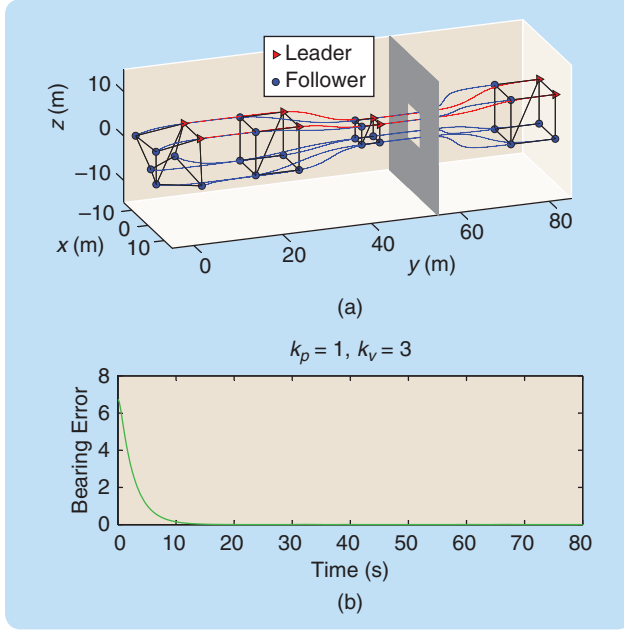 Leader
Follower
z (m)
10
0
−10
−10
0
10
x (m)
0
20
40
60
80
y (m)
(a)
k_p = 1, k_v = 3
Bearing Error
8
6
4
2
0
0 10 20 30 40 50 60 70 80
Time (s)
(b)